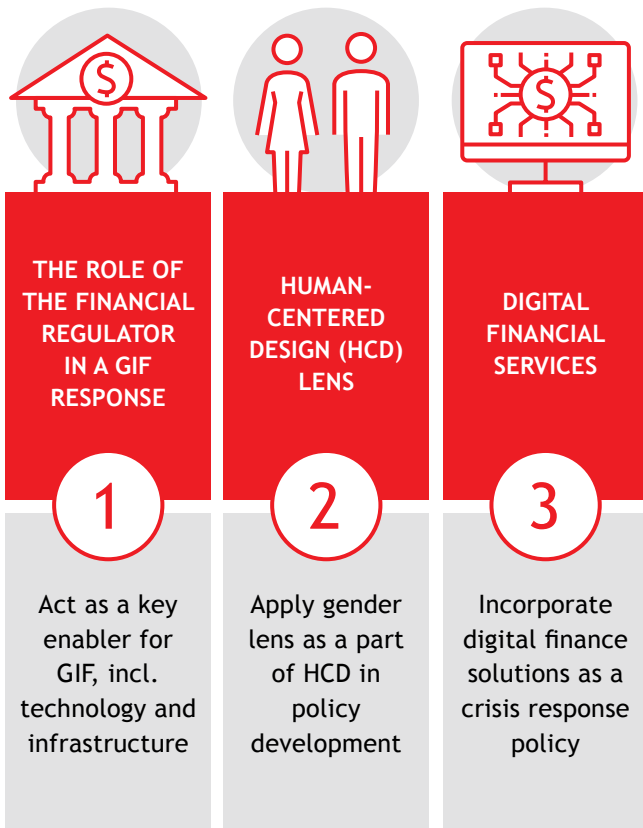 $
$
THE ROLE OF
THE FINANCIAL
REGULATOR
IN A GIF
RESPONSE
1
Act as a key
enabler for
GIF, incl.
technology and
infrastructure
HUMAN-
CENTERED
DESIGN (HCD)
LENS
2
Apply gender
lens as a part
of HCD in
policy
development
DIGITAL
FINANCIAL
SERVICES
3
Incorporate
digital finance
solutions as a
crisis response
policy